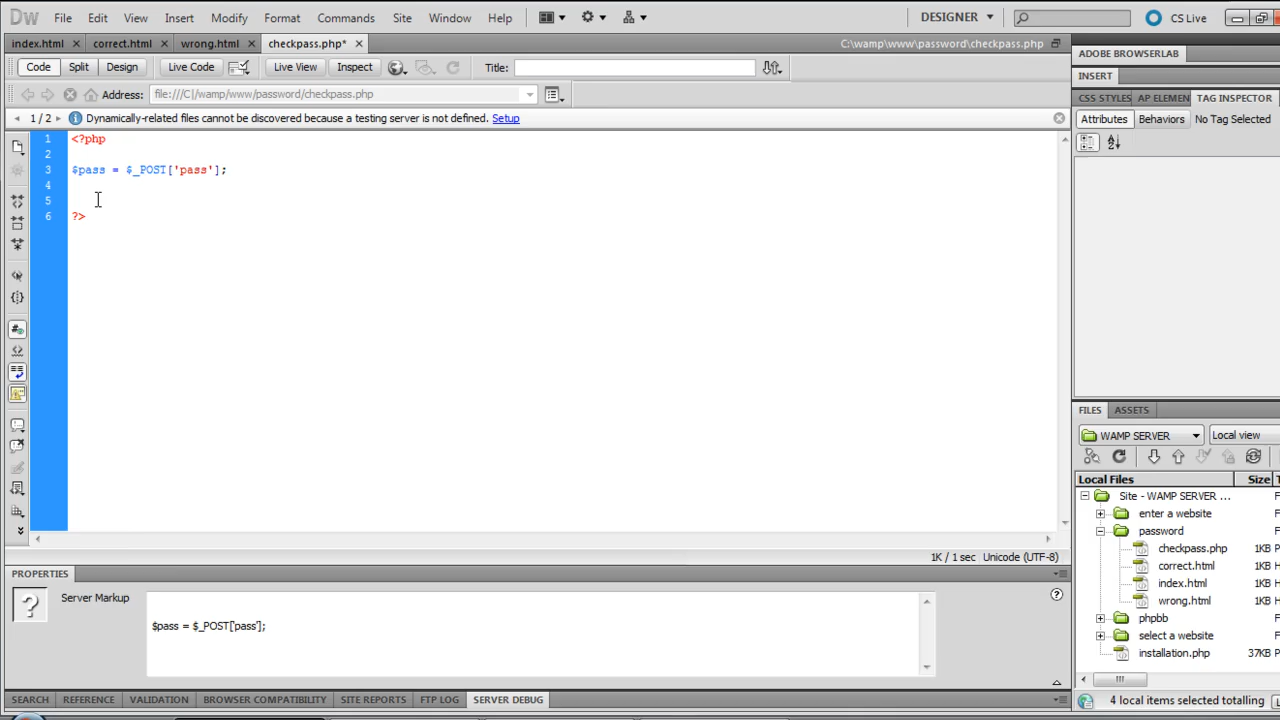 Dw File Edit View Insert Modify Format Commands Site Window Help DESIGNER CS Live
index.html correct.html wrong.html checkpass.php* C:\wamp\www\password\checkpass.php
Code Split Design Live Code Live View Inspect Title:
Address: file:///C|/wamp/www/password/checkpass.php
1 / 2 Dynamically-related files cannot be discovered because a testing server is not defined. Setup
1 <?php
2
3 $pass = $_POST['pass'];
4
5
6 ?>
1K / 1 sec Unicode (UTF-8)
PROPERTIES
? Server Markup
$pass = $_POST['pass'];
SEARCH REFERENCE VALIDATION BROWSER COMPATIBILITY SITE REPORTS FTP LOG SERVER DEBUG
ADOBE BROWSERLAB
INSERT
CSS STYLES AP ELEMEN TAG INSPECTOR
Attributes Behaviors No Tag Selected
FILES ASSETS
WAMP SERVER Local view
Local Files Size T
Site - WAMP SERVER ... F
enter a website F
password F
checkpass.php 1KB P
correct.html 1KB H
index.html 1KB H
wrong.html 1KB H
phpbb F
select a website F
installation.php 37KB P
4 local items selected totalling